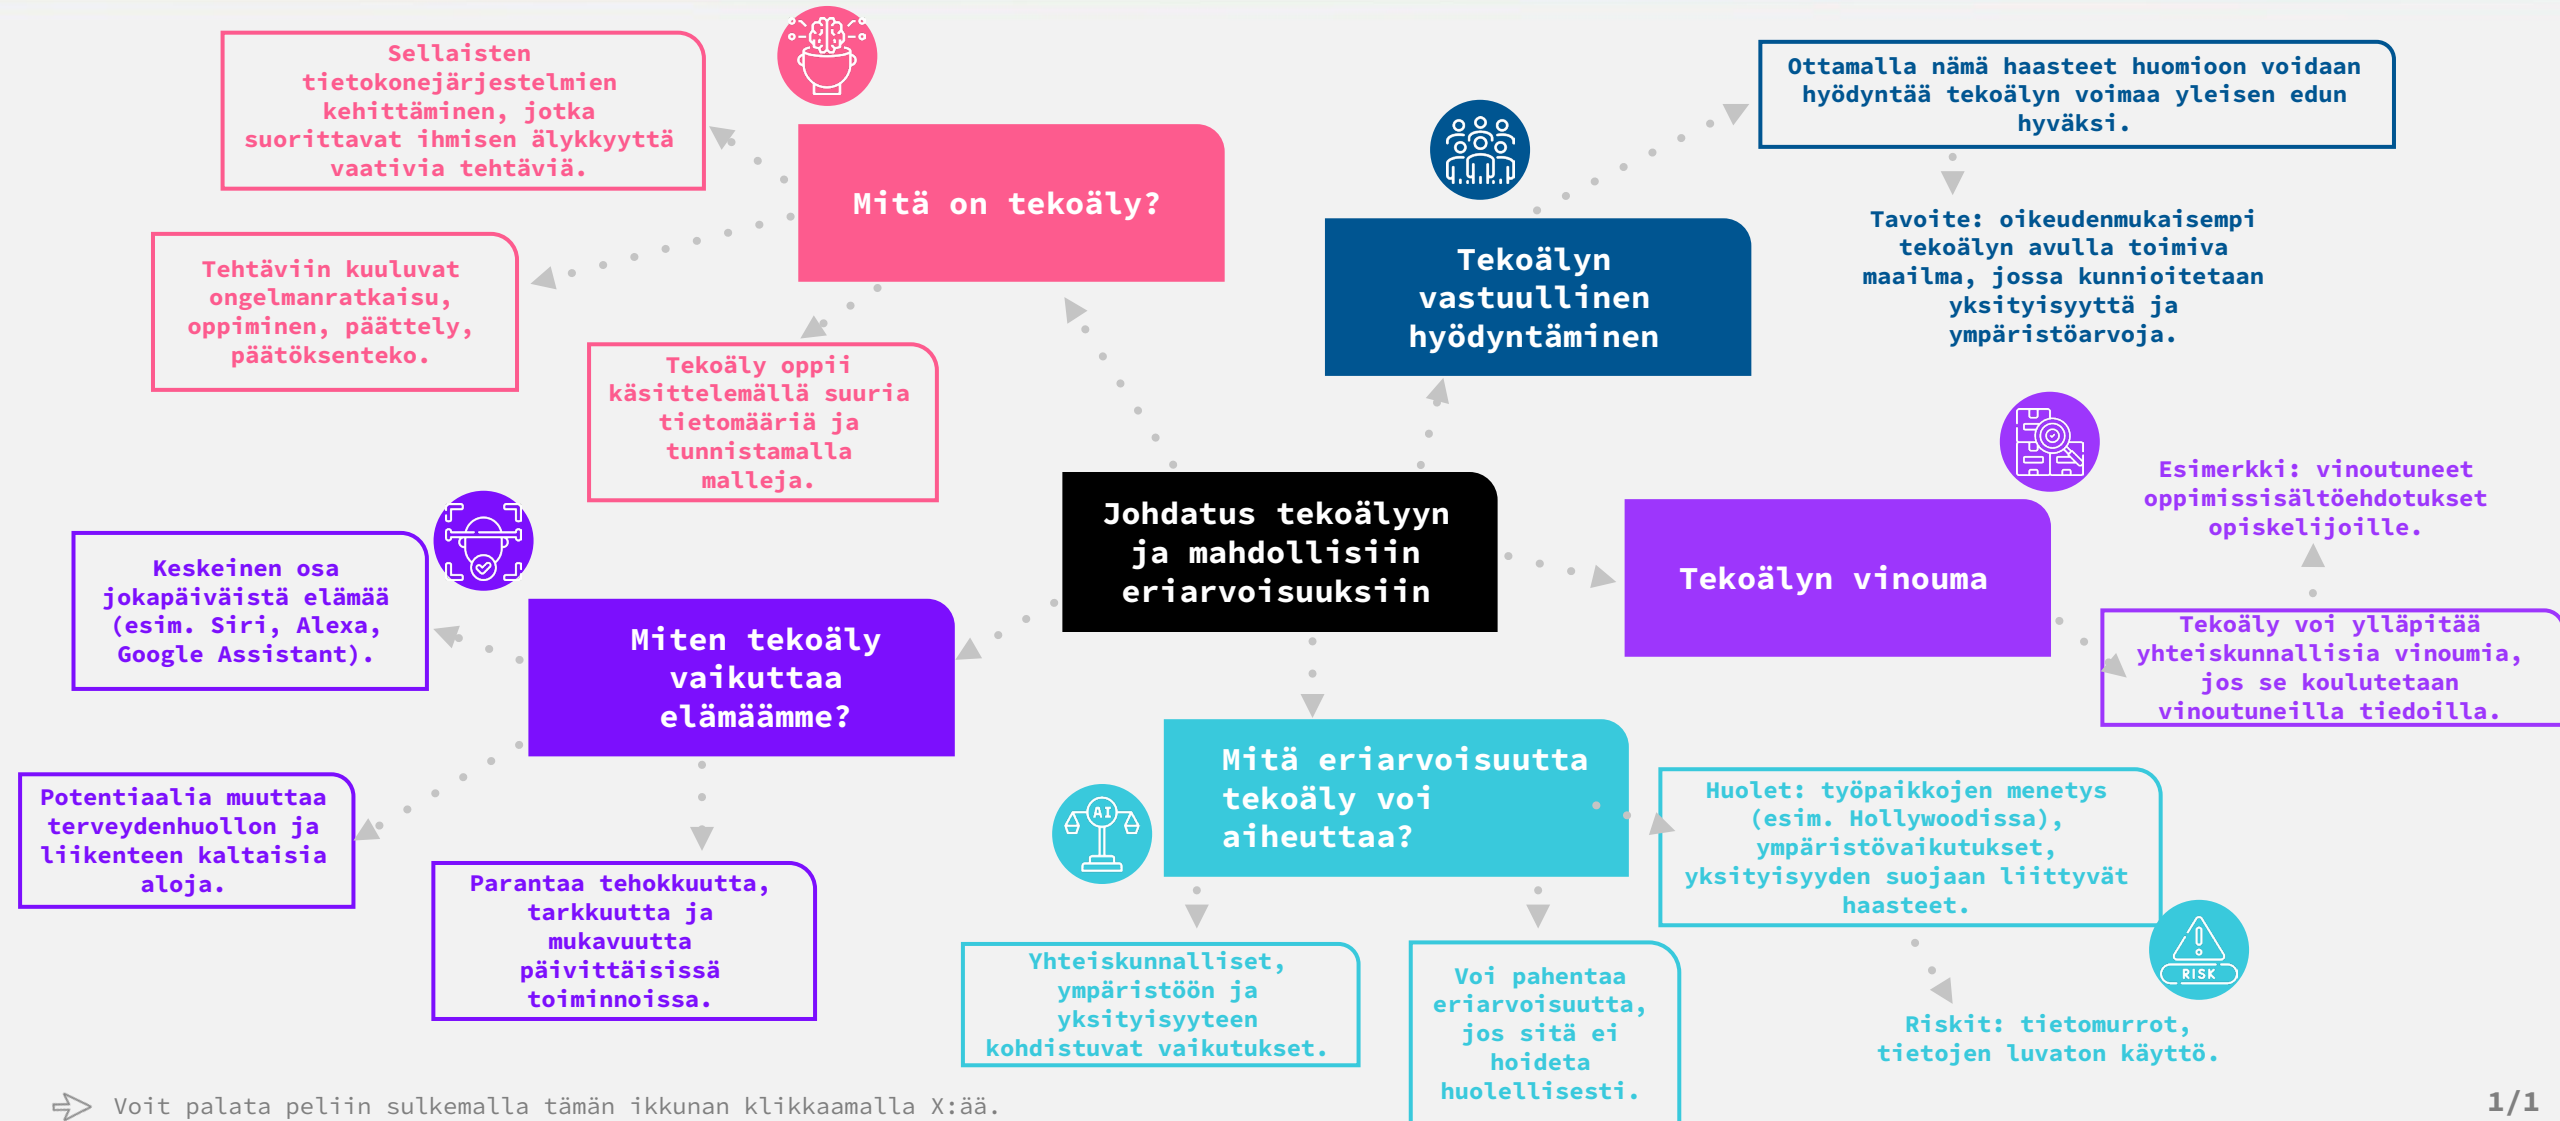 Sellaisten
tietokonejärjestelmien
kehittäminen, jotka
suorittavat ihmisen älykkyyttä
vaativia tehtäviä.
Mitä on tekoäly?
Tehtäviin kuuluvat
ongelmanratkaisu,
oppiminen, päättely,
päätöksenteko.
Tekoäly oppii
käsittelemällä suuria
tietomääriä ja
tunnistamalla
malleja.
Ottamalla nämä haasteet huomioon voidaan
hyödyntää tekoälyn voimaa yleisen edun
hyväksi.
Tekoälyn
vastuullinen
hyödyntäminen
Tavoite: oikeudenmukaisempi
tekoälyn avulla toimiva
maailma, jossa kunnioitetaan
yksityisyyttä ja
ympäristöarvoja.
Johdatus tekoälyyn
ja mahdollisiin
eriarvoisuuksiin
Esimerkki: vinoutuneet
oppimissisältöehdotukset
opiskelijoille.
Tekoälyn vinouma
Tekoäly voi ylläpitää
yhteiskunnallisia vinoumia,
jos se koulutetaan
vinoutuneilla tiedoilla.
Keskeinen osa
jokapäiväistä elämää
(esim. Siri, Alexa,
Google Assistant).
Miten tekoäly
vaikuttaa
elämäämme?
Potentiaalia muuttaa
terveydenhuollon ja
liikenteen kaltaisia
aloja.
Parantaa tehokkuutta,
tarkkuutta ja
mukavuutta
päivittäisissä
toiminnoissa.
AI
Mitä eriarvoisuutta
tekoäly voi
aiheuttaa?
Huolet: työpaikkojen menetys
(esim. Hollywoodissa),
ympäristövaikutukset,
yksityisyyden suojaan liittyvät
haasteet.
Yhteiskunnalliset,
ympäristöön ja
yksityisyyteen
kohdistuvat vaikutukset.
Voi pahentaa
eriarvoisuutta,
jos sitä ei
hoideta
huolellisesti.
RISK
Riskit: tietomurrot,
tietojen luvaton käyttö.
Voit palata peliin sulkemalla tämän ikkunan klikkaamalla X:ää.
1/1